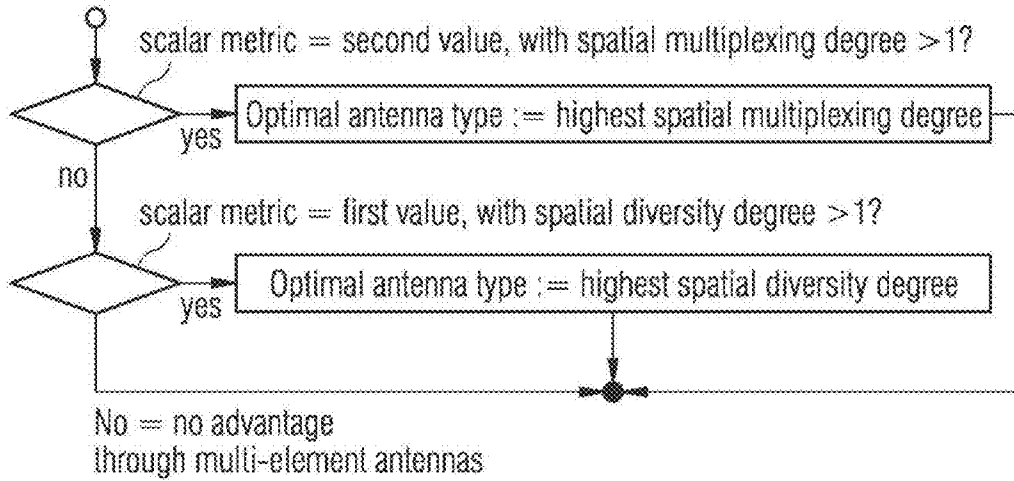 scalar metric = second value, with spatial multiplexing degree >1?
Optimal antenna type := highest spatial multiplexing degree
yes
no
scalar metric = first value, with spatial diversity degree >1?
Optimal antenna type := highest spatial diversity degree
yes
No = no advantage
through multi-element antennas